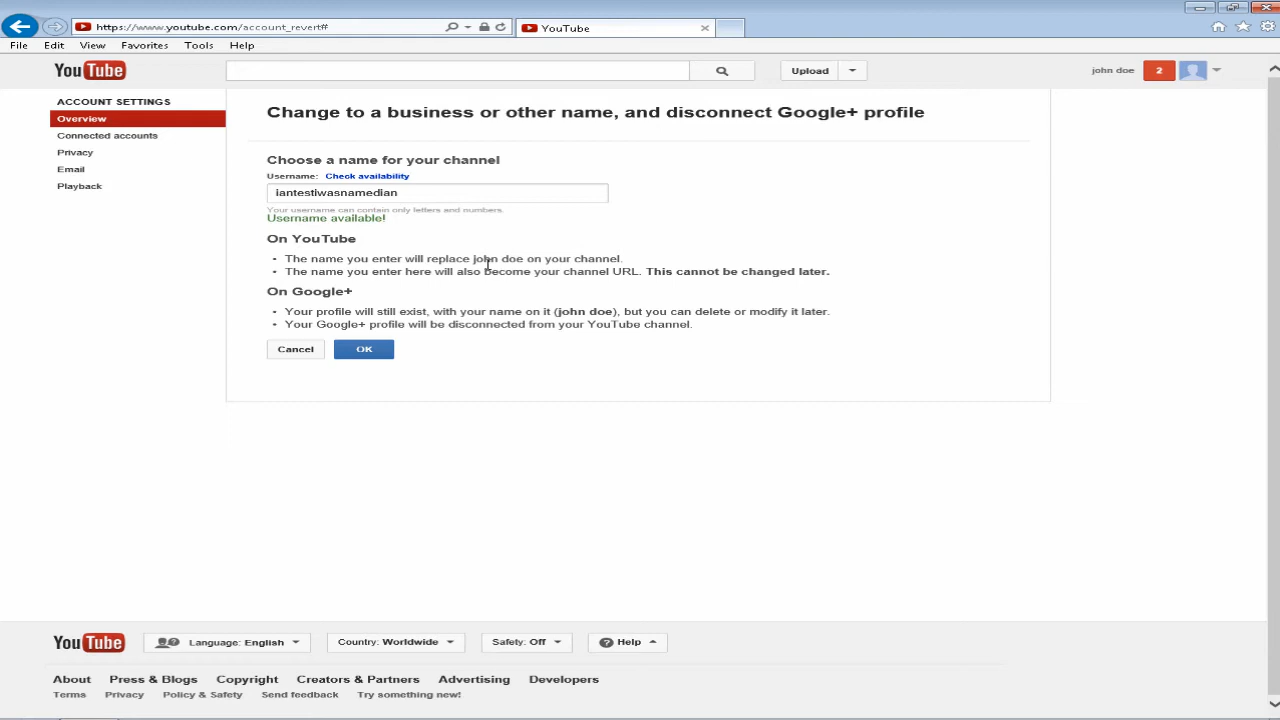 https://www.youtube.com/account_revert#
YouTube
File Edit View Favorites Tools Help
YouTube
Upload
john doe
2
ACCOUNT SETTINGS
Overview
Connected accounts
Privacy
Email
Playback
Change to a business or other name, and disconnect Google+ profile
Choose a name for your channel
Username: Check availability
iantestiwasnamedian
Your username can contain only letters and numbers.
Username available!
On YouTube
• The name you enter will replace john doe on your channel.
• The name you enter here will also become your channel URL. This cannot be changed later.
On Google+
• Your profile will still exist, with your name on it (john doe), but you can delete or modify it later.
• Your Google+ profile will be disconnected from your YouTube channel.
Cancel OK
YouTube Language: English Country: Worldwide Safety: Off Help
About Press & Blogs Copyright Creators & Partners Advertising Developers
Terms Privacy Policy & Safety Send feedback Try something new!